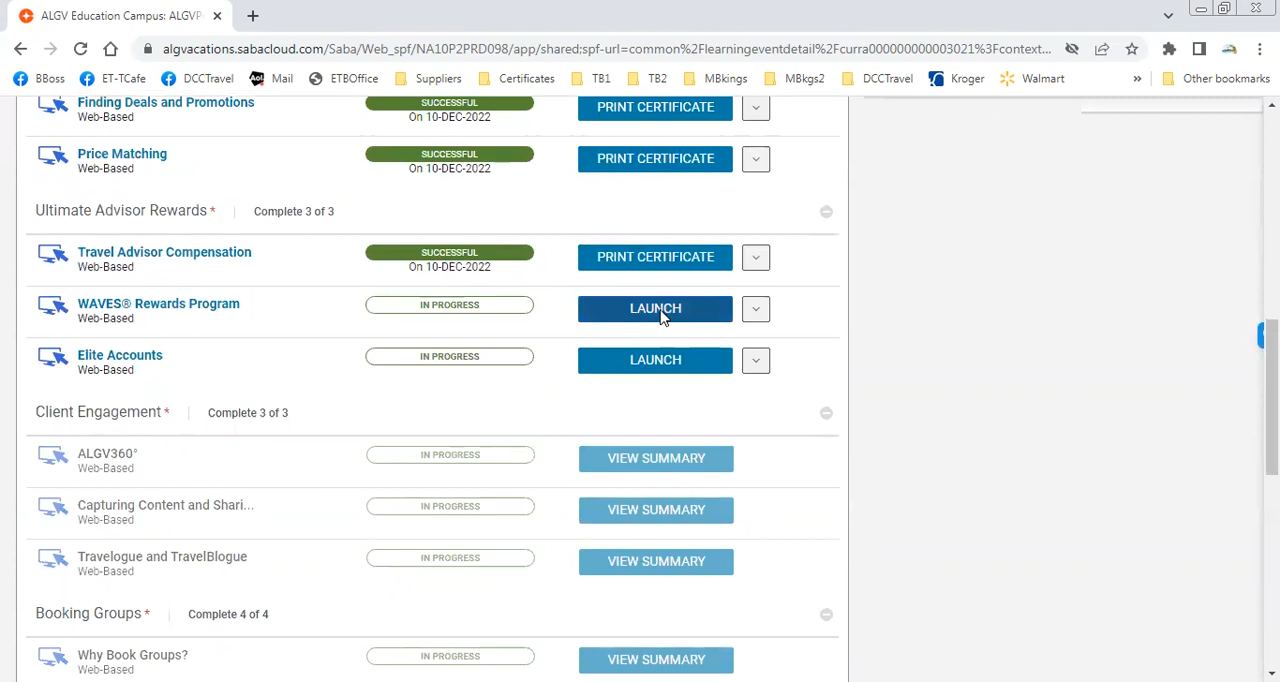 ALGV Education Campus: ALGVP
algvacations.sabacloud.com/Saba/Web_spf/NA10P2PRD098/app/shared;spf-url=common%2Flearningeventdetail%2Fcurra000000000003021%3Fcontext...
BBoss ET-TCafe DCCTravel Mail ETBOffice Suppliers Certificates TB1 TB2 MBkings MBkgs2 DCCTravel Kroger Walmart » Other bookmarks
Finding Deals and Promotions SUCCESSFUL PRINT CERTIFICATE
Web-Based On 10-DEC-2022
Price Matching SUCCESSFUL PRINT CERTIFICATE
Web-Based On 10-DEC-2022
Ultimate Advisor Rewards * Complete 3 of 3
Travel Advisor Compensation SUCCESSFUL PRINT CERTIFICATE
Web-Based On 10-DEC-2022
WAVES® Rewards Program IN PROGRESS LAUNCH
Web-Based
Elite Accounts IN PROGRESS LAUNCH
Web-Based
Client Engagement * Complete 3 of 3
ALGV360° IN PROGRESS VIEW SUMMARY
Web-Based
Capturing Content and Shari... IN PROGRESS VIEW SUMMARY
Web-Based
Travelogue and TravelBlogue IN PROGRESS VIEW SUMMARY
Web-Based
Booking Groups * Complete 4 of 4
Why Book Groups? IN PROGRESS VIEW SUMMARY
Web-Based